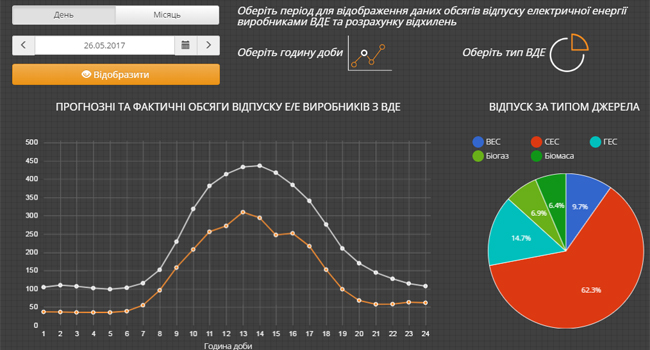 День
Місяць
26.05.2017
Відобразити
Оберіть період для відображення даних обсягів відпуску електричної енергії
виробниками ВДЕ та розрахунку відхилень
Оберіть годину доби
Оберіть тип ВДЕ
ПРОГНОЗНІ ТА ФАКТИЧНІ ОБСЯГИ ВІДПУСКУ Е/Е ВИРОБНИКІВ З ВДЕ
500
450
400
350
300
250
200
150
100
50
0
1 2 3 4 5 6 7 8 9 10 11 12 13 14 15 16 17 18 19 20 21 22 23 24
Година доби
ВІДПУСК ЗА ТИПОМ ДЖЕРЕЛА
ВЕС СЕС ГЕС
Біогаз Біомаса
6.4% 9.7%
6.9%
14.7%
62.3%